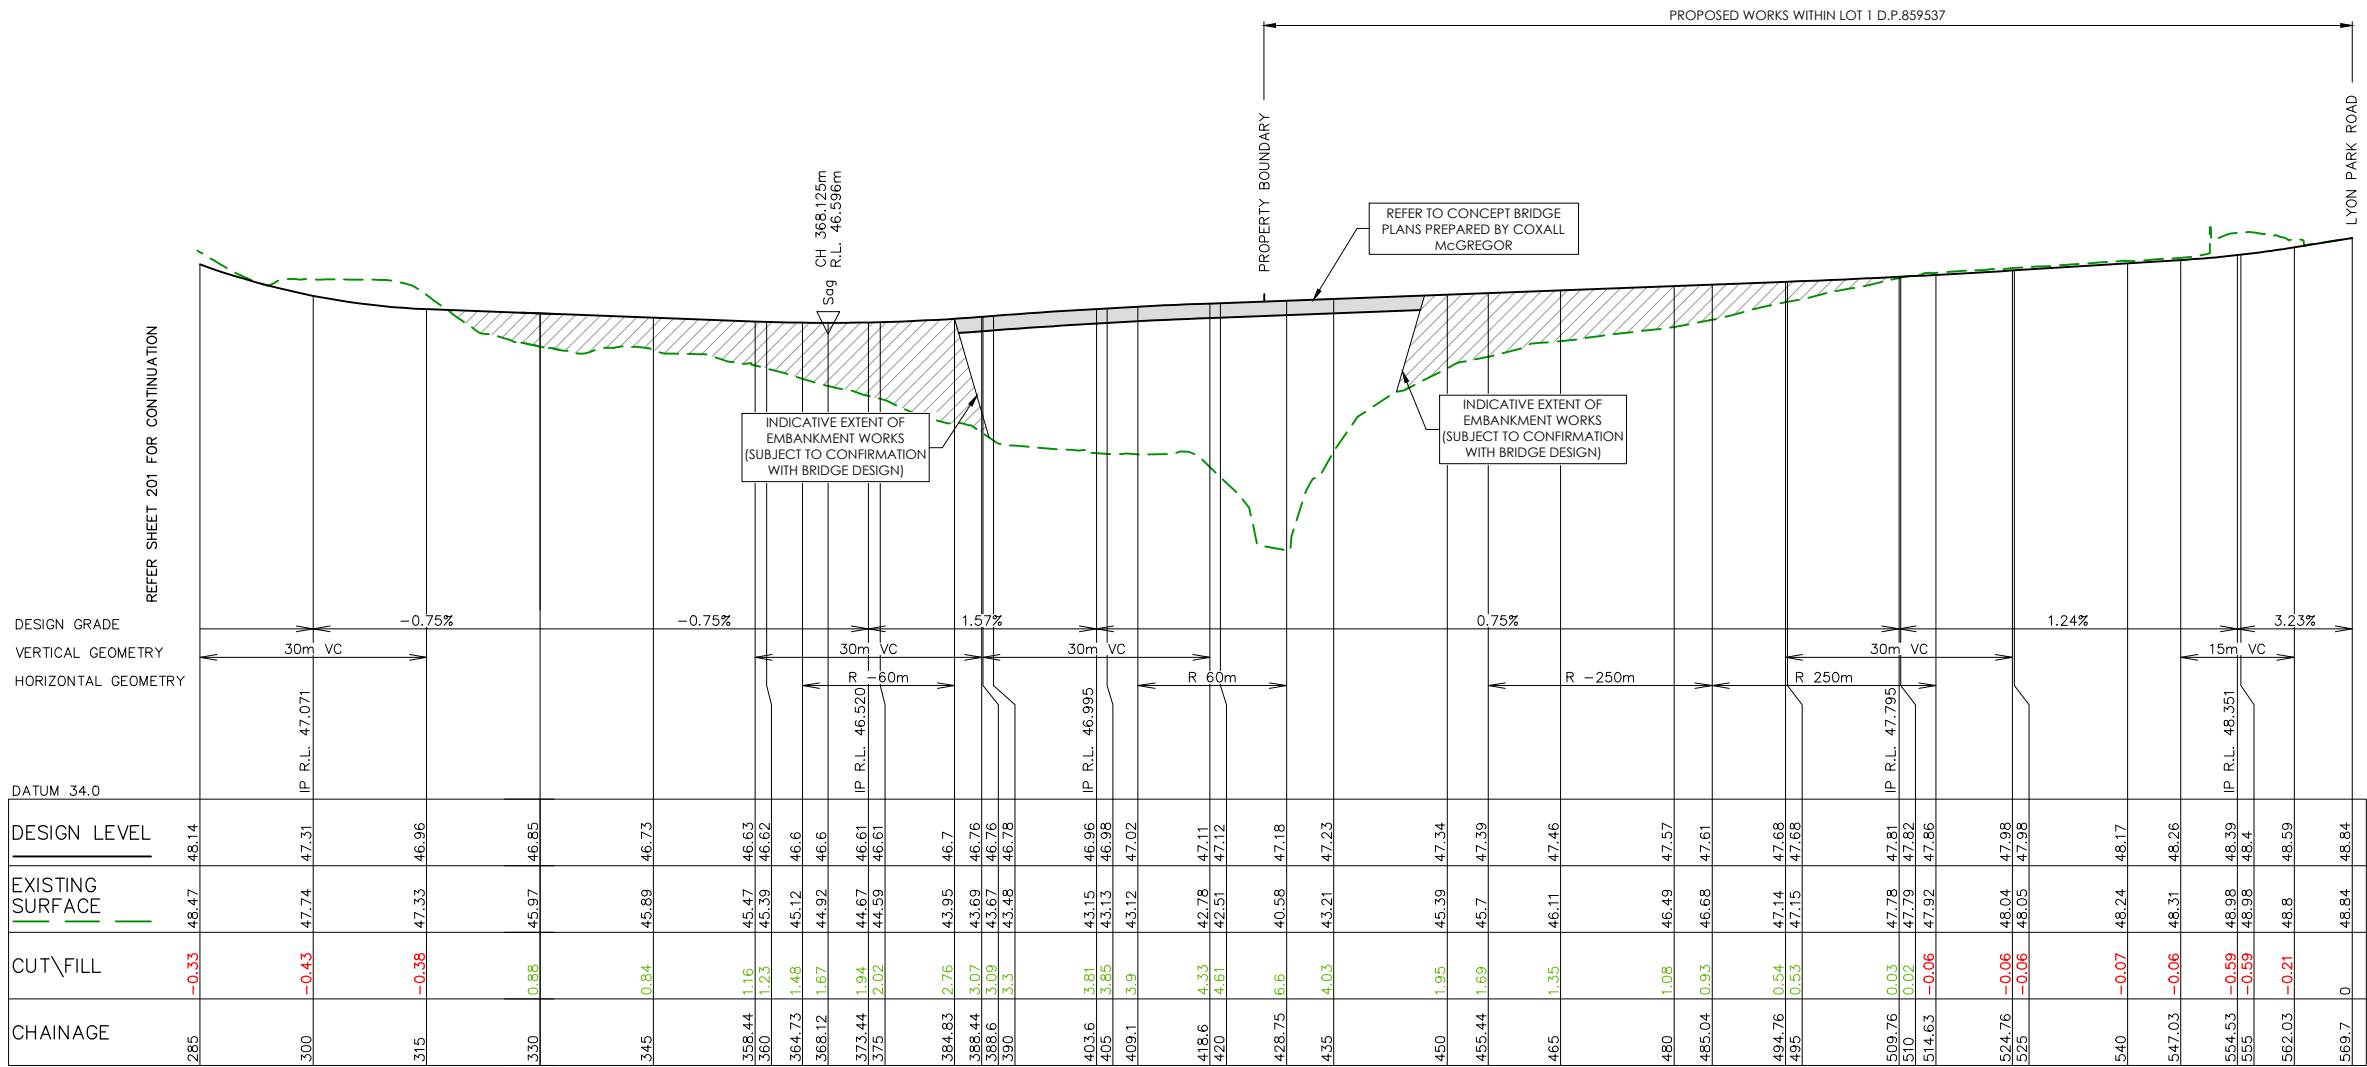 PROPOSED WORKS WITHIN LOT 1 D.P.859537
PROPERTY BOUNDARY
LYON PARK ROAD
REFER TO CONCEPT BRIDGE
PLANS PREPARED BY COXALL
McGREGOR
Sag CH 368.125m
R.L. 46.596m
REFER SHEET 201 FOR CONTINUATION
INDICATIVE EXTENT OF
EMBANKMENT WORKS
(SUBJECT TO CONFIRMATION
WITH BRIDGE DESIGN)
INDICATIVE EXTENT OF
EMBANKMENT WORKS
(SUBJECT TO CONFIRMATION
WITH BRIDGE DESIGN)
DESIGN GRADE -0.75% -0.75% 1.57% 0.75% 1.24% 3.23%
VERTICAL GEOMETRY 30m VC 30m VC 30m VC 30m VC 15m VC
HORIZONTAL GEOMETRY R -60m R 60m R -250m R 250m
IP R.L. 47.071
IP R.L. 46.520
IP R.L. 46.995
IP R.L. 47.795
IP R.L. 48.351
DATUM 34.0
DESIGN LEVEL 48.14 47.31 46.96 46.85 46.73 46.63 46.62 46.6 46.6 46.61 46.61 46.7 46.76 46.76 46.78 46.96 46.98 47.02 47.11 47.12 47.18 47.23 47.34 47.39 47.46 47.57 47.61 47.68 47.68 47.81 47.82 47.86 47.98 47.98 48.17 48.26 48.39 48.4 48.59 48.84
EXISTING
SURFACE 48.47 47.74 47.33 45.97 45.89 45.47 45.39 45.12 44.92 44.67 44.59 43.95 43.69 43.67 43.48 43.15 43.13 43.12 42.78 42.51 40.58 43.21 45.39 45.7 46.11 46.49 46.68 47.14 47.15 47.78 47.79 47.92 48.04 48.05 48.24 48.31 48.98 48.98 48.8 48.84
CUT\FILL -0.33 -0.43 -0.38 0.88 0.84 1.16 1.23 1.48 1.67 1.94 2.02 2.76 3.07 3.09 3.3 3.81 3.85 3.9 4.33 4.61 6.6 4.03 1.95 1.69 1.35 1.08 0.93 0.54 0.53 0.03 0.02 -0.06 -0.06 -0.06 -0.07 -0.06 -0.59 -0.59 -0.21 0
CHAINAGE 285 300 315 330 345 358.44 360 364.73 368.12 373.44 375 384.83 388.44 388.6 390 403.6 405 409.1 418.6 420 428.75 435 450 455.44 465 480 485.04 494.76 495 509.76 510 514.63 524.76 525 540 547.03 554.53 555 562.03 569.7